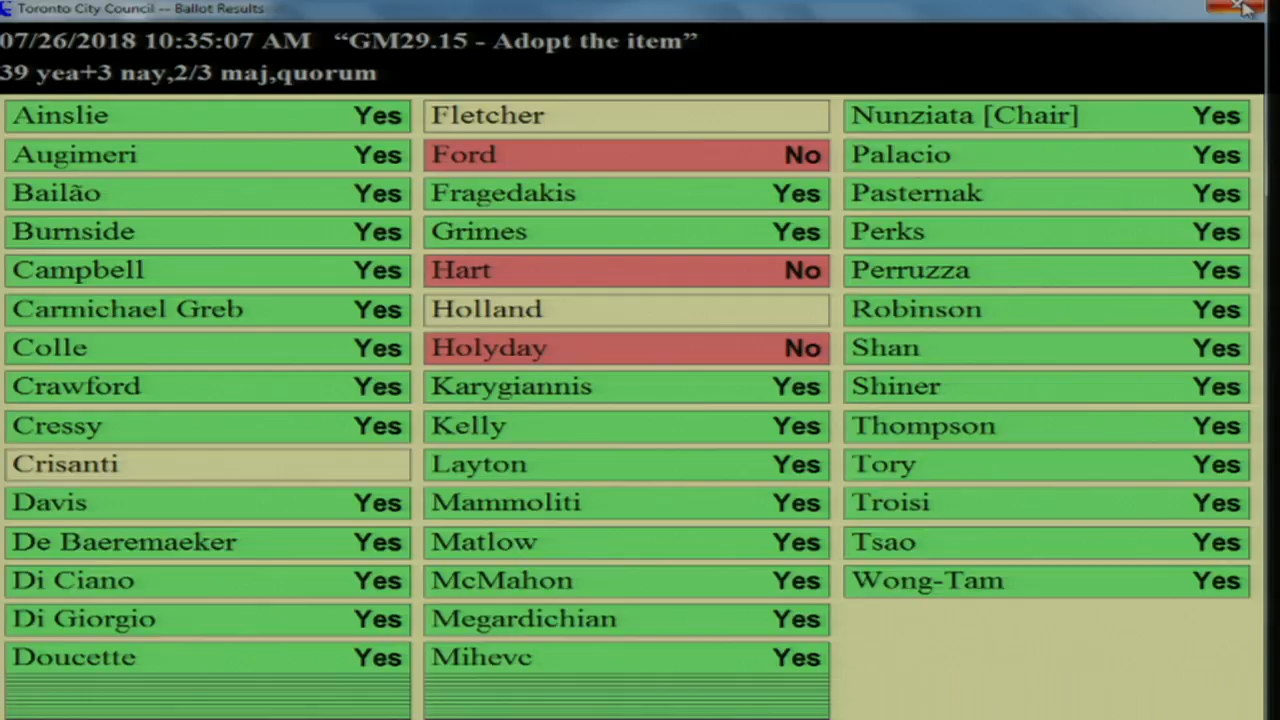 Toronto City Council -- Ballot Results
07/26/2018 10:35:07 AM “GM29.15 - Adopt the item”
39 yea+3 nay,2/3 maj,quorum
Ainslie Yes
Augimeri Yes
Bailão Yes
Burnside Yes
Campbell Yes
Carmichael Greb Yes
Colle Yes
Crawford Yes
Cressy Yes
Crisanti
Davis Yes
De Baeremaeker Yes
Di Ciano Yes
Di Giorgio Yes
Doucette Yes
Fletcher
Ford No
Fragedakis Yes
Grimes Yes
Hart No
Holland
Holyday No
Karygiannis Yes
Kelly Yes
Layton Yes
Mammoliti Yes
Matlow Yes
McMahon Yes
Megardichian Yes
Mihevc Yes
Nunziata [Chair] Yes
Palacio Yes
Pasternak Yes
Perks Yes
Perruzza Yes
Robinson Yes
Shan Yes
Shiner Yes
Thompson Yes
Tory Yes
Troisi Yes
Tsao Yes
Wong-Tam Yes